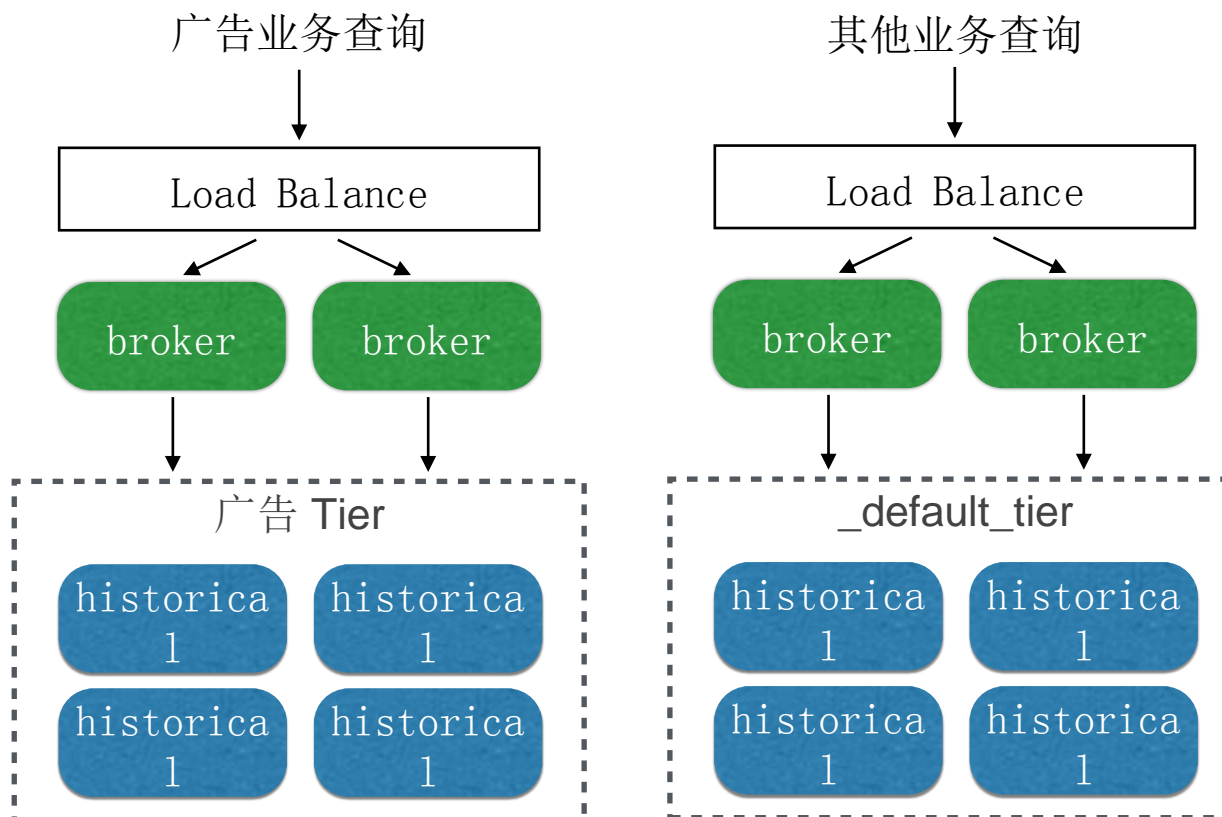 广告业务查询
其他业务查询
Load Balance
Load Balance
broker
broker
broker
broker
广告 Tier
_default_tier
historica
l
historica
l
historica
l
historica
l
historica
l
historica
l
historica
l
historica
l